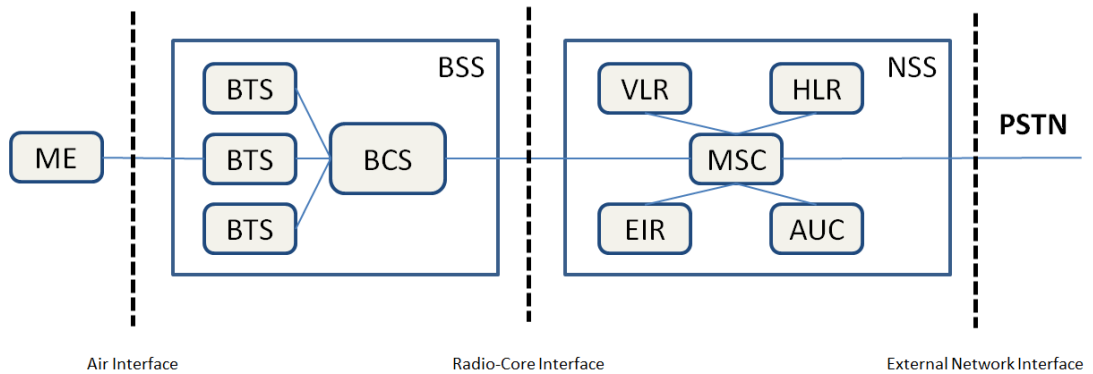 BSS
NSS
BTS
VLR
HLR
PSTN
ME
BTS
BCS
MSC
BTS
EIR
AUC
Air Interface
Radio-Core Interface
External Network Interface